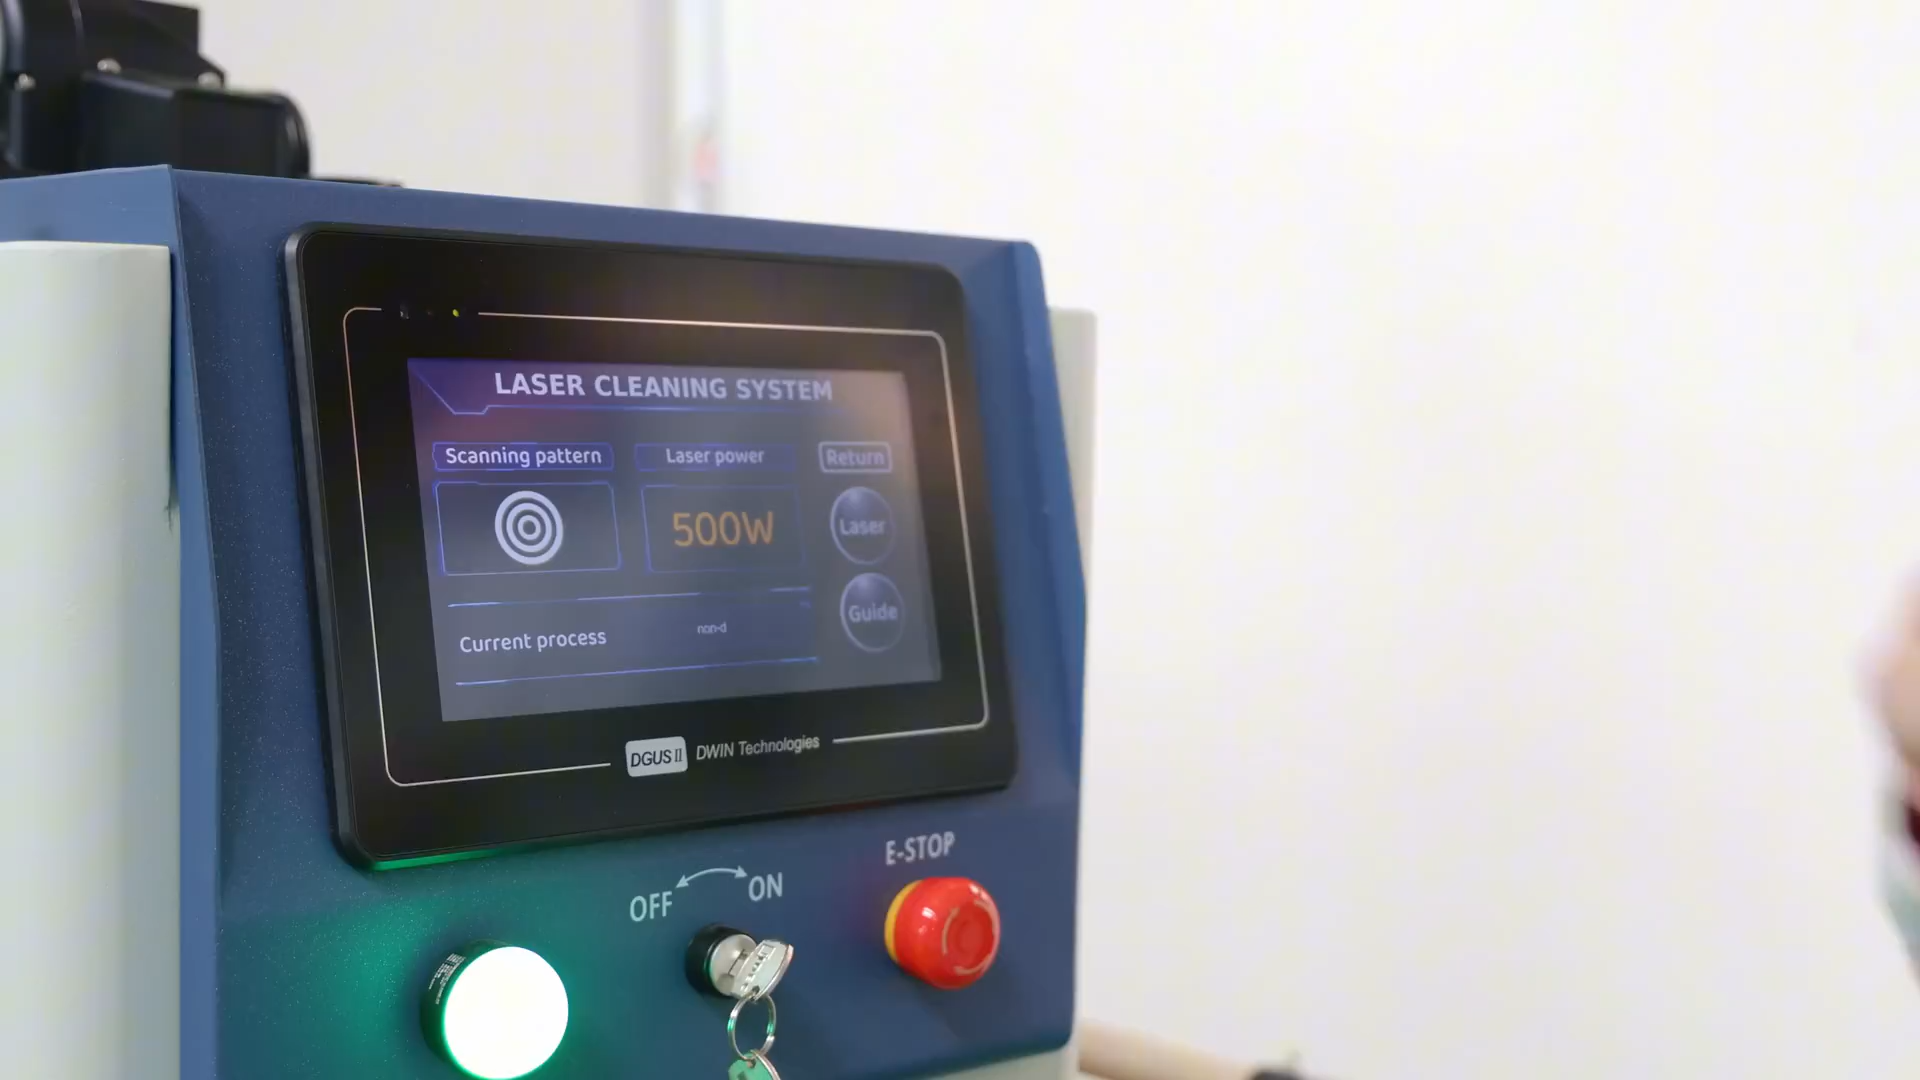 LASER CLEANING SYSTEM
Scanning pattern
Laser power
Return
500W
Laser
Guide
Current process
non-d
DGUS II DWIN Technologies
OFF ON
E-STOP